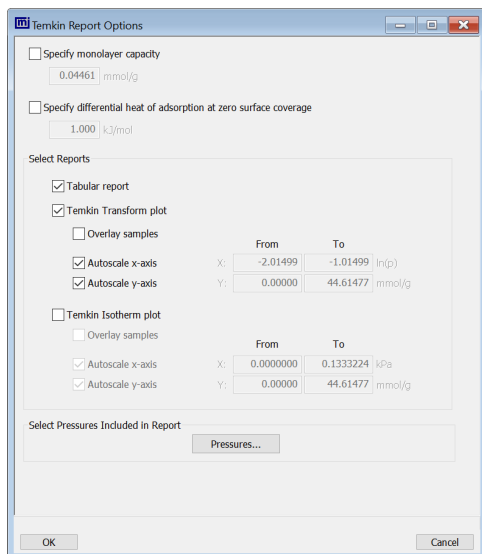 Temkin Report Options
Specify monolayer capacity
0.04461 mmol/g
Specify differential heat of adsorption at zero surface coverage
1.000 kJ/mol
Select Reports
Tabular report
Temkin Transform plot
Overlay samples
From To
Autoscale x-axis X: -2.01499 -1.01499 ln(p)
Autoscale y-axis Y: 0.00000 44.61477 mmol/g
Temkin Isotherm plot
Overlay samples
From To
Autoscale x-axis X: 0.0000000 0.1333224 kPa
Autoscale y-axis Y: 0.00000 44.61477 mmol/g
Select Pressures Included in Report
Pressures...
OK Cancel